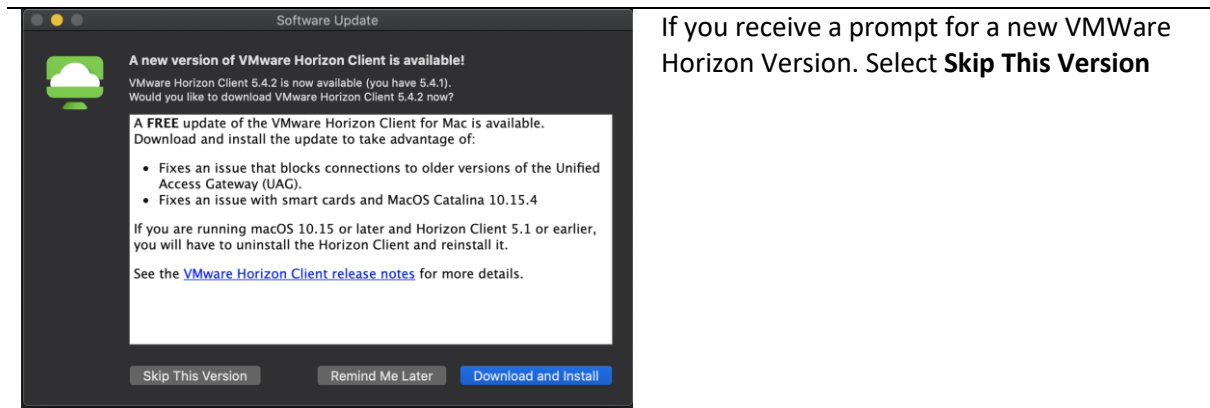 Software Update
A new version of VMware Horizon Client is available!
VMware Horizon Client 5.4.2 is now available (you have 5.4.1).
Would you like to download VMware Horizon Client 5.4.2 now?
A FREE update of the VMware Horizon Client for Mac is available.
Download and install the update to take advantage of:
• Fixes an issue that blocks connections to older versions of the Unified
Access Gateway (UAG).
• Fixes an issue with smart cards and MacOS Catalina 10.15.4
If you are running macOS 10.15 or later and Horizon Client 5.1 or earlier,
you will have to uninstall the Horizon Client and reinstall it.
See the VMware Horizon Client release notes for more details.
Skip This Version
Remind Me Later
Download and Install
If you receive a prompt for a new VMWare
Horizon Version. Select Skip This Version